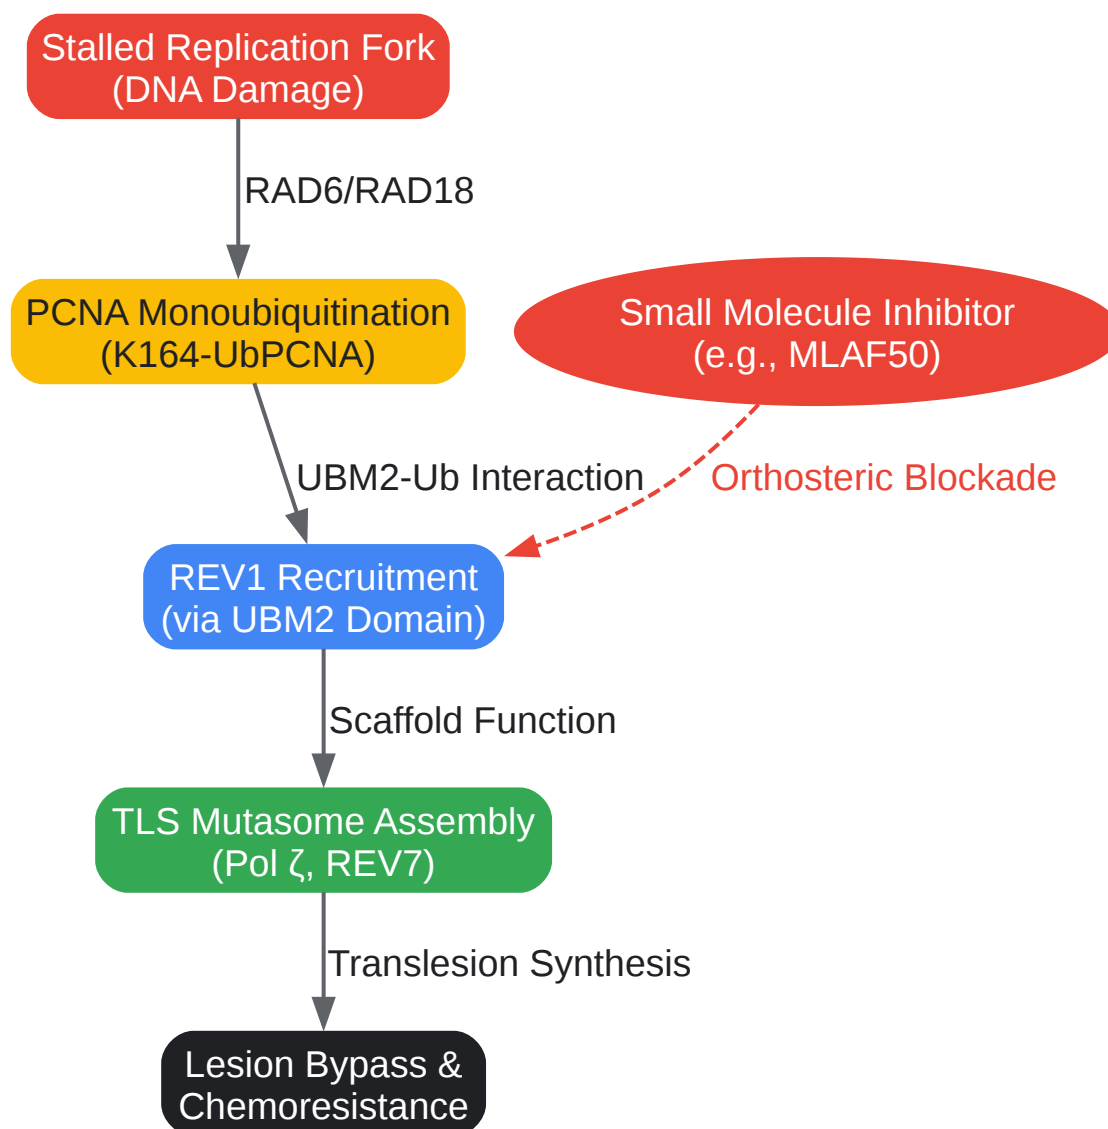 Stalled Replication Fork
(DNA Damage)
RAD6/RAD18
PCNA Monoubiquitination
(K164-UbPCNA)
Small Molecule Inhibitor
(e.g., MLAF50)
UBM2-Ub Interaction
Orthosteric Blockade
REV1 Recruitment
(via UBM2 Domain)
Scaffold Function
TLS Mutasome Assembly
(Pol ζ, REV7)
Translesion Synthesis
Lesion Bypass &
Chemoresistance